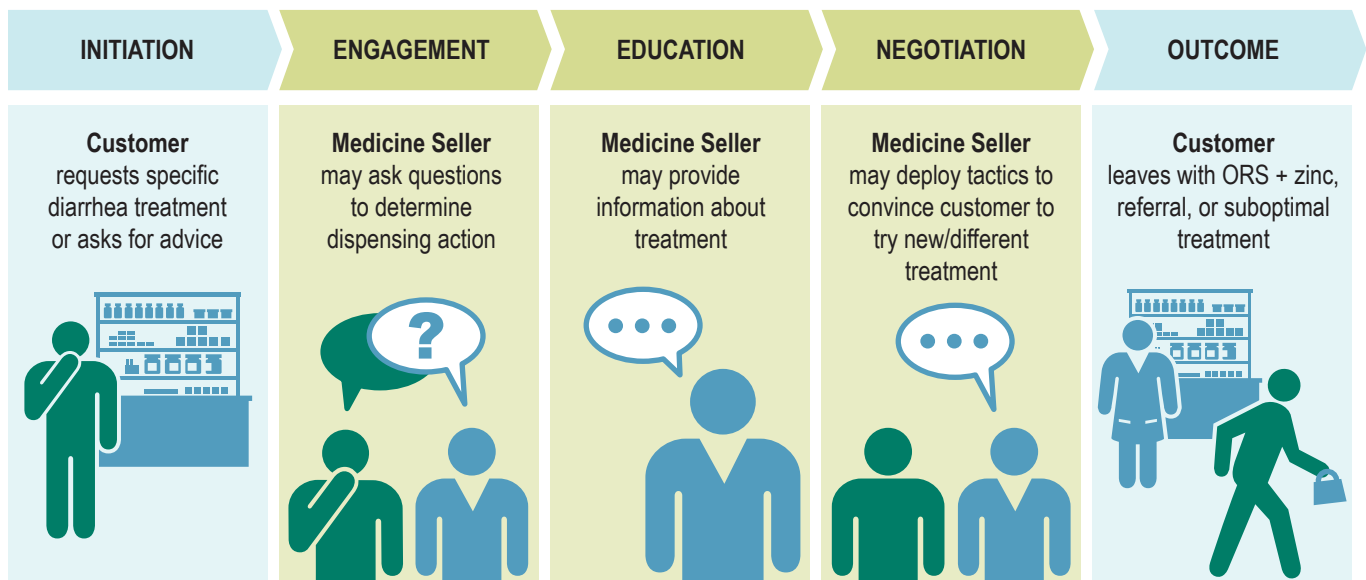 INITIATION
ENGAGEMENT
EDUCATION
NEGOTIATION
OUTCOME
Customer
requests specific
diarrhea treatment
or asks for advice
Medicine Seller
may ask questions
to determine
dispensing action
Medicine Seller
may provide
information about
treatment
Medicine Seller
may deploy tactics to
convince customer to
try new/different
treatment
Customer
leaves with ORS + zinc,
referral, or suboptimal
treatment
?